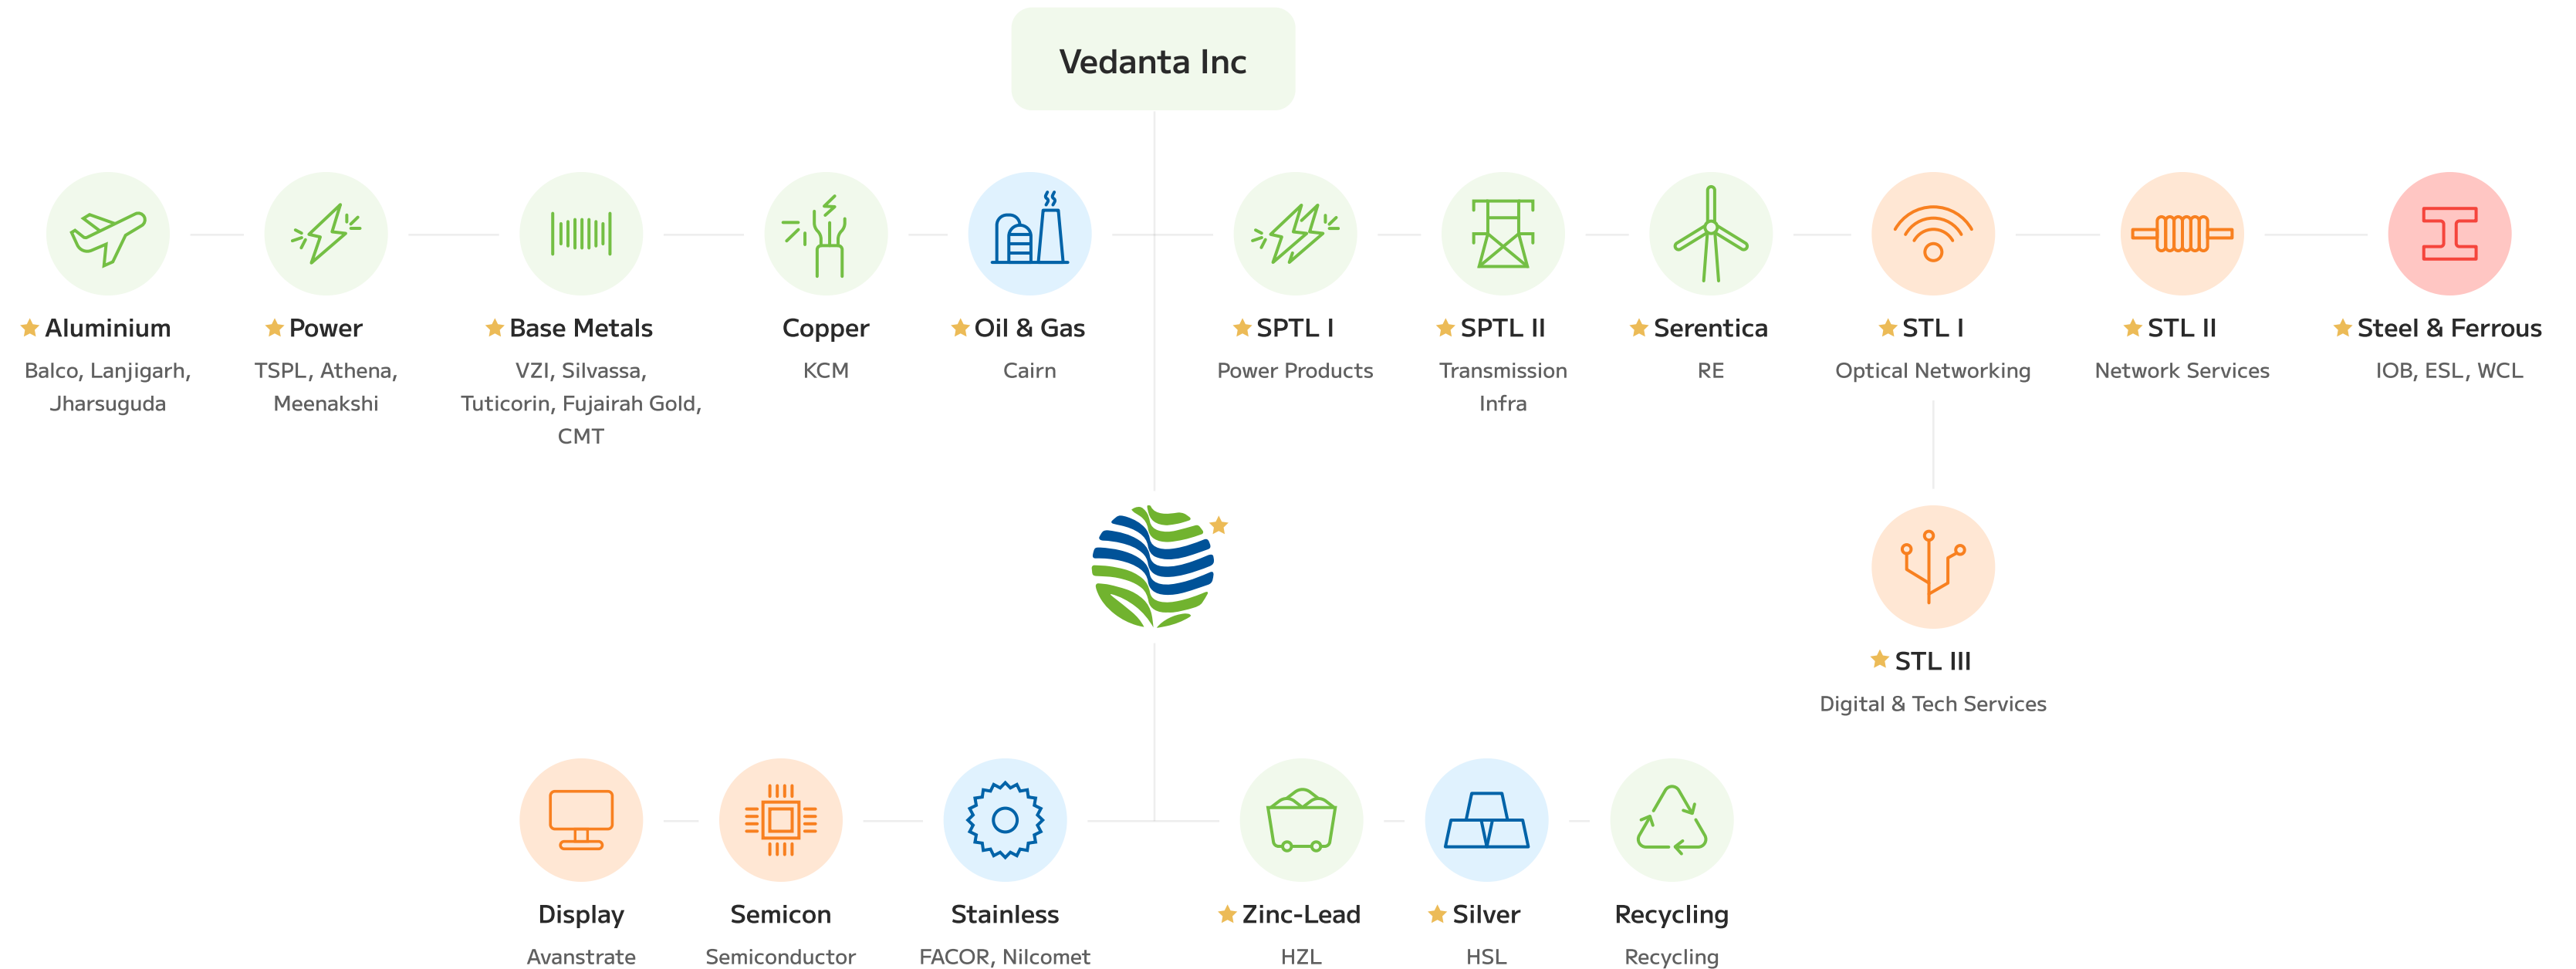 Vedanta Inc
Aluminium
Balco, Lanjigarh,
Jharsuguda
Power
TSPL, Athena,
Meenakshi
Base Metals
VZI, Silvassa,
Tuticorin, Fujairah Gold,
CMT
Copper
KCM
Oil & Gas
Cairn
SPTL I
Power Products
SPTL II
Transmission
Infra
Serentica
RE
STL I
Optical Networking
STL II
Network Services
Steel & Ferrous
IOB, ESL, WCL
STL III
Digital & Tech Services
Display
Avanstrate
Semicon
Semiconductor
Stainless
FACOR, Nilcomet
Zinc-Lead
HZL
Silver
HSL
Recycling
Recycling